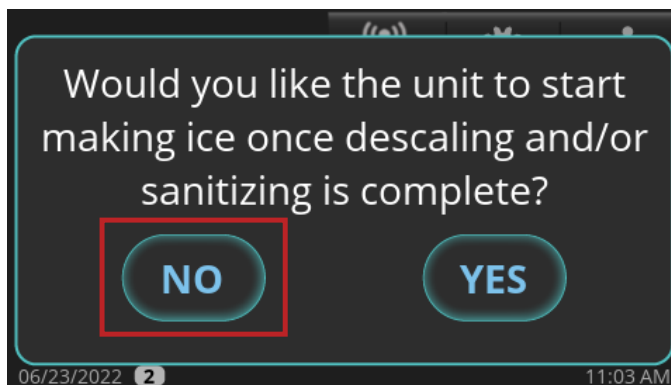 Would you like the unit to start
making ice once descaling and/or
sanitizing is complete?
NO YES
06/23/2022 2 11:03 AM